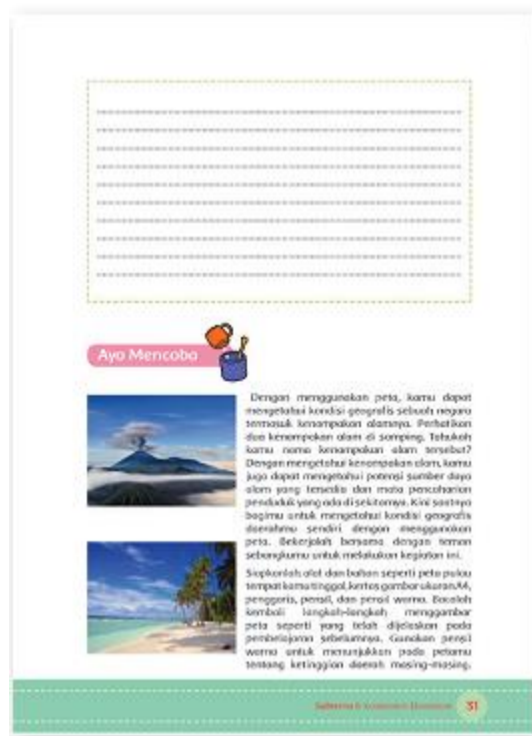 Ayo Mencoba
Dengan menggunakan peta, kamu dapat
mengetahui kondisi geografis sebuah negara
termasuk kenampakan alamnya. Perhatikan
dua kenampakan alam di samping. Tahukah
kamu nama kenampakan alam tersebut?
Dengan mengetahui kenampakan alam, kamu
juga dapat mengetahui potensi sumber daya
alam yang tersedia dan mata pencaharian
penduduk yang ada di sekitarnya. Kini saatnya
bagimu untuk mengetahui kondisi geografis
daerahmu sendiri dengan menggunakan
peta. Bekerjalah bersama dengan teman
sebangkumu untuk melakukan kegiatan ini.
Siapkanlah alat dan bahan seperti peta pulau
tempat kamu tinggal, kertas gambar ukuran A4,
penggaris, pensil, dan pensil warna. Bacalah
kembali langkah-langkah menggambar
peta seperti yang telah dijelaskan pada
pembelajaran sebelumnya. Gunakan pensil
warna untuk menunjukkan pada petamu
tentang ketinggian daerah masing-masing.
31